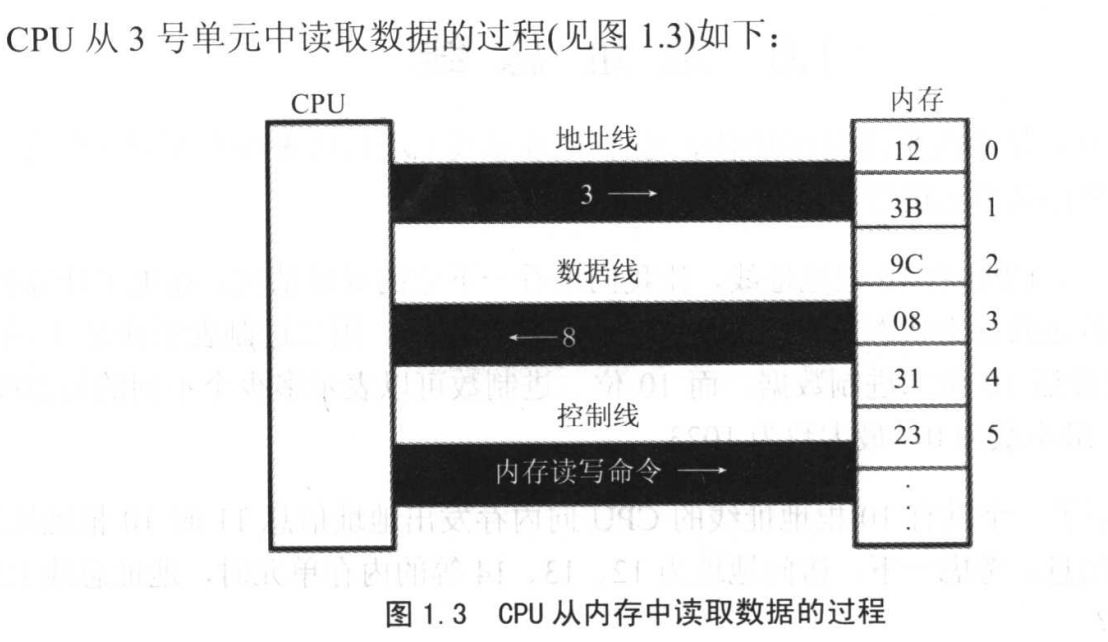 CPU 从 3 号单元中读取数据的过程(见图 1.3)如下：
CPU
内存
地址线
12 0
3 →
3B 1
数据线
9C 2
←8
08 3
31 4
控制线
23 5
内存读写命令 →
图 1.3 CPU 从内存中读取数据的过程